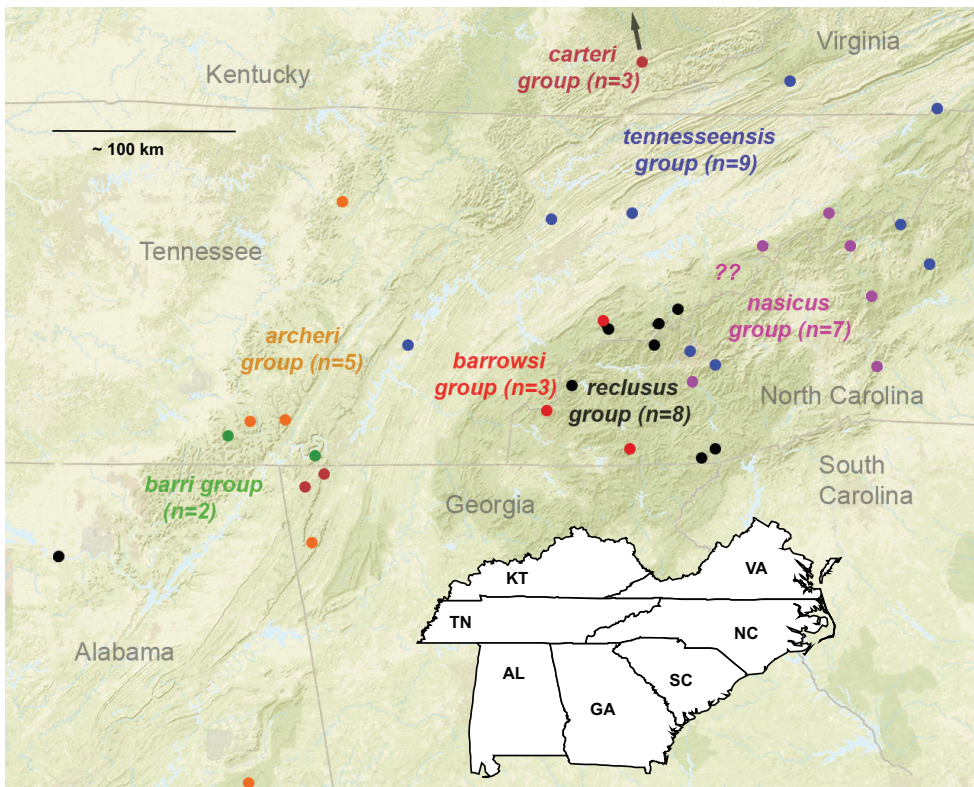 Virginia
carteri
group (n=3)
Kentucky
tennesseensis
group (n=9)
~ 100 km
Tennessee
??
nasicus
group (n=7)
archeri
group (n=5)
barrowsi
group (n=3)
reclusus
group (n=8)
North Carolina
barri group
(n=2)
Georgia
South
Carolina
Alabama
KT
VA
TN
NC
AL
SC
GA